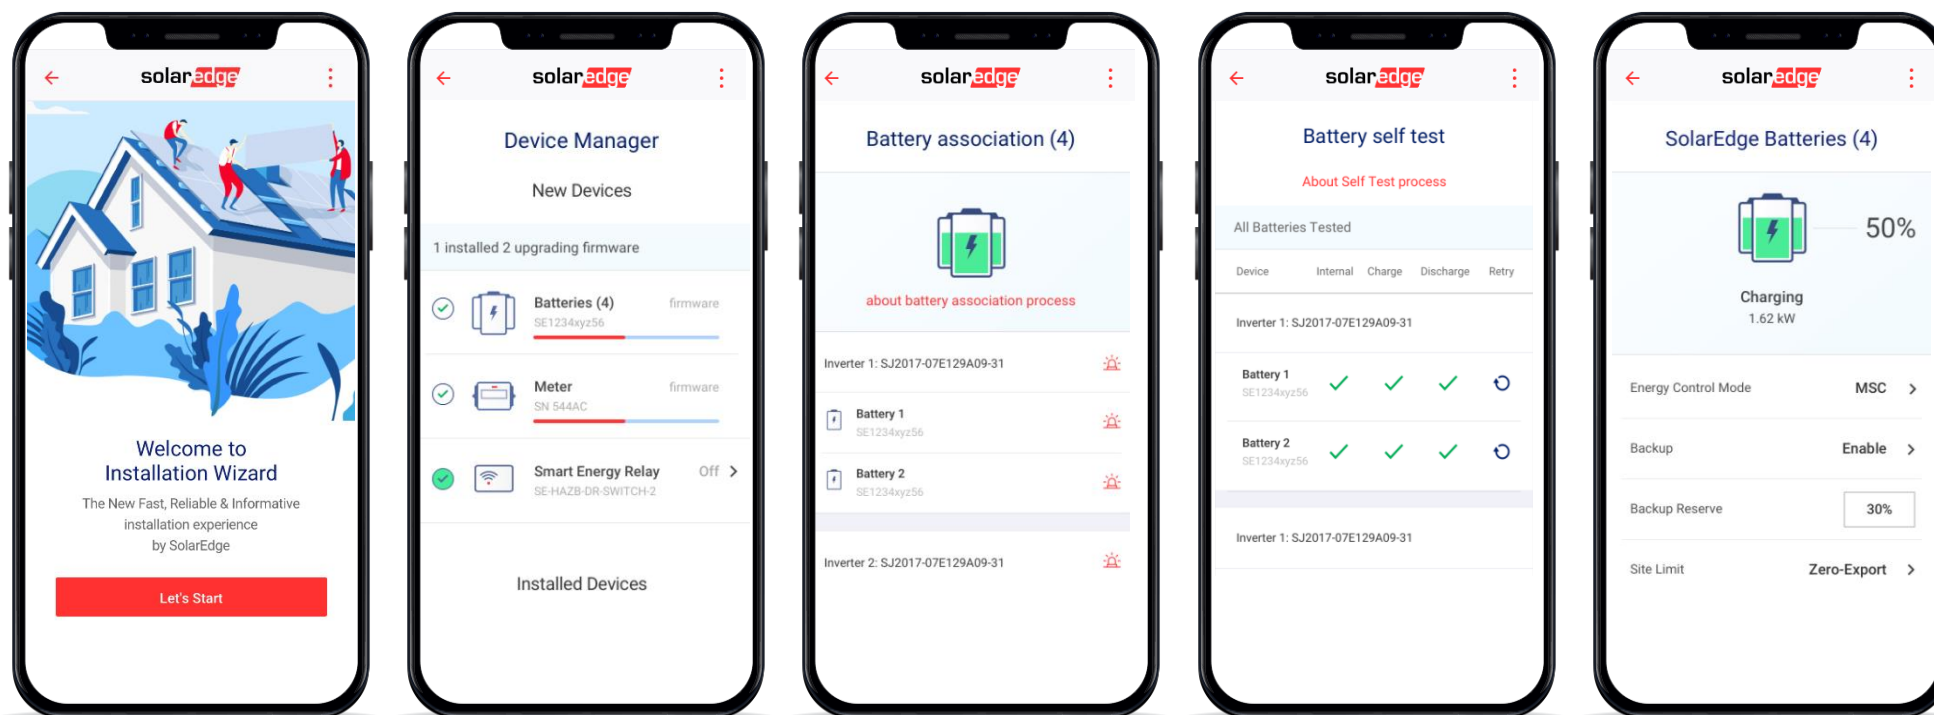 solaredge
Welcome to
Installation Wizard
The New Fast, Reliable & Informative
installation experience
by SolarEdge
Let's Start
solaredge
Device Manager
New Devices
1 installed 2 upgrading firmware
Batteries (4) firmware
SE1234xyz56
Meter firmware
SN 544AC
Smart Energy Relay Off
SE-HAZB-DR-SWITCH-2
Installed Devices
solaredge
Battery association (4)
about battery association process
Inverter 1: SJ2017-07E129A09-31
Battery 1
SE1234xyz56
Battery 2
SE1234xyz56
Inverter 2: SJ2017-07E129A09-31
solaredge
Battery self test
About Self Test process
All Batteries Tested
Device Internal Charge Discharge Retry
Inverter 1: SJ2017-07E129A09-31
Battery 1
SE1234xyz56
Battery 2
SE1234xyz56
Inverter 1: SJ2017-07E129A09-31
solaredge
SolarEdge Batteries (4)
50%
Charging
1.62 kW
Energy Control Mode MSC
Backup Enable
Backup Reserve 30%
Site Limit Zero-Export